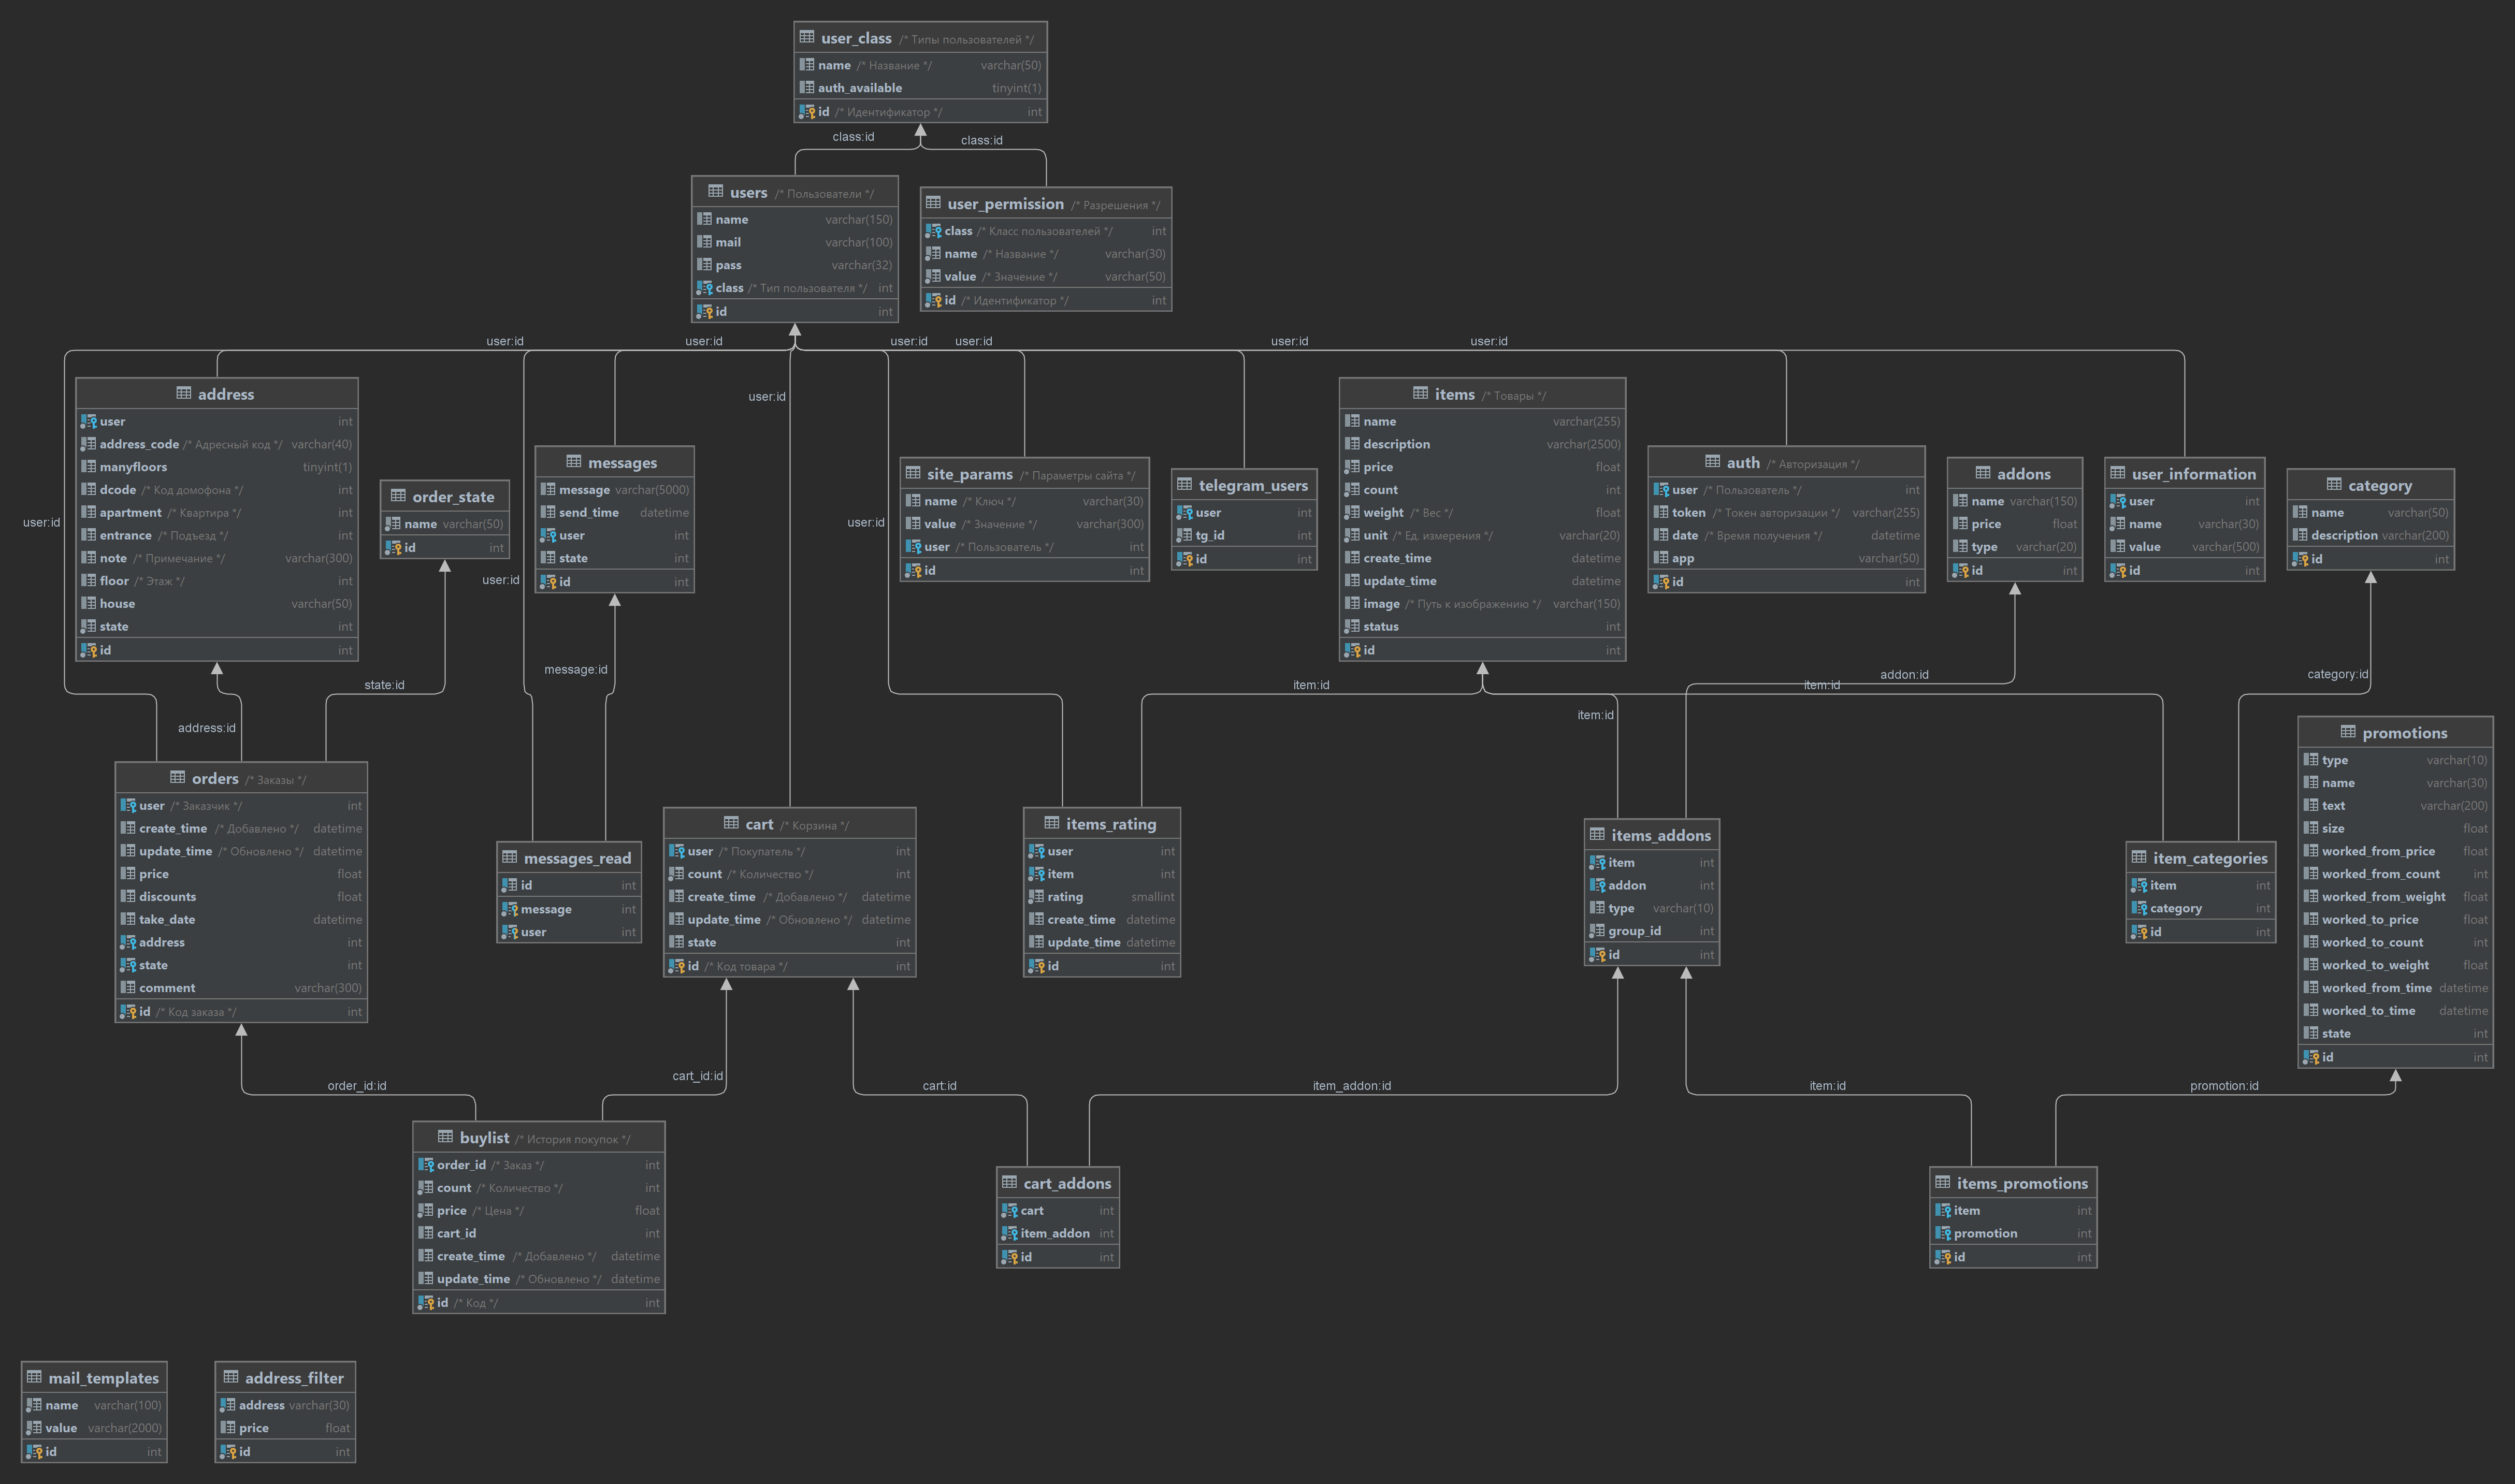 user_class /* Типы пользователей */
name /* Название */ varchar(50)
auth_available tinyint(1)
id /* Идентификатор */ int
class:id
class:id
users /* Пользователи */
name varchar(150)
mail varchar(100)
pass varchar(32)
class /* Тип пользователя */ int
id int
user_permission /* Разрешения */
class /* Класс пользователей */ int
name /* Название */ varchar(30)
value /* Значение */ varchar(50)
id /* Идентификатор */ int
user:id
user:id
user:id
user:id
user:id
user:id
user:id
user:id
user:id
user:id
address
user int
address_code /* Адресный код */ varchar(40)
manyfloors tinyint(1)
dcode /* Код домофона */ int
apartment /* Квартира */ int
entrance /* Подъезд */ int
note /* Примечание */ varchar(300)
floor /* Этаж */ int
house varchar(50)
state int
id int
order_state
name varchar(50)
id int
messages
message varchar(5000)
send_time datetime
user int
state int
id int
site_params /* Параметры сайта */
name /* Ключ */ varchar(30)
value /* Значение */ varchar(300)
user /* Пользователь */ int
id int
telegram_users
user int
tg_id int
id int
items /* Товары */
name varchar(255)
description varchar(2500)
price float
count int
weight /* Вес */ float
unit /* Ед. измерения */ varchar(20)
create_time datetime
update_time datetime
image /* Путь к изображению */ varchar(150)
status int
id int
auth /* Авторизация */
user /* Пользователь */ int
token /* Токен авторизации */ varchar(255)
date /* Время получения */ datetime
app varchar(50)
id int
addons
name varchar(150)
price float
type varchar(20)
id int
user_information
user int
name varchar(30)
value varchar(500)
id int
category
name varchar(50)
description varchar(200)
id int
state:id
address:id
message:id
item:id
item:id
item:id
addon:id
category:id
orders /* Заказы */
user /* Заказчик */ int
create_time /* Добавлено */ datetime
update_time /* Обновлено */ datetime
price float
discounts float
take_date datetime
address int
state int
comment varchar(300)
id /* Код заказа */ int
messages_read
id int
message int
user int
cart /* Корзина */
user /* Покупатель */ int
count /* Количество */ int
create_time /* Добавлено */ datetime
update_time /* Обновлено */ datetime
state int
id /* Код товара */ int
items_rating
user int
item int
rating smallint
create_time datetime
update_time datetime
id int
items_addons
item int
addon int
type varchar(10)
group_id int
id int
item_categories
item int
category int
id int
promotions
type varchar(10)
name varchar(30)
text varchar(200)
size float
worked_from_price float
worked_from_count int
worked_from_weight float
worked_to_price float
worked_to_count int
worked_to_weight float
worked_from_time datetime
worked_to_time datetime
state int
id int
order_id:id
cart_id:id
cart:id
item_addon:id
item:id
promotion:id
buylist /* История покупок */
order_id /* Заказ */ int
count /* Количество */ int
price /* Цена */ float
cart_id int
create_time /* Добавлено */ datetime
update_time /* Обновлено */ datetime
id /* Код */ int
cart_addons
cart int
item_addon int
id int
items_promotions
item int
promotion int
id int
mail_templates
name varchar(100)
value varchar(2000)
id int
address_filter
address varchar(30)
price float
id int